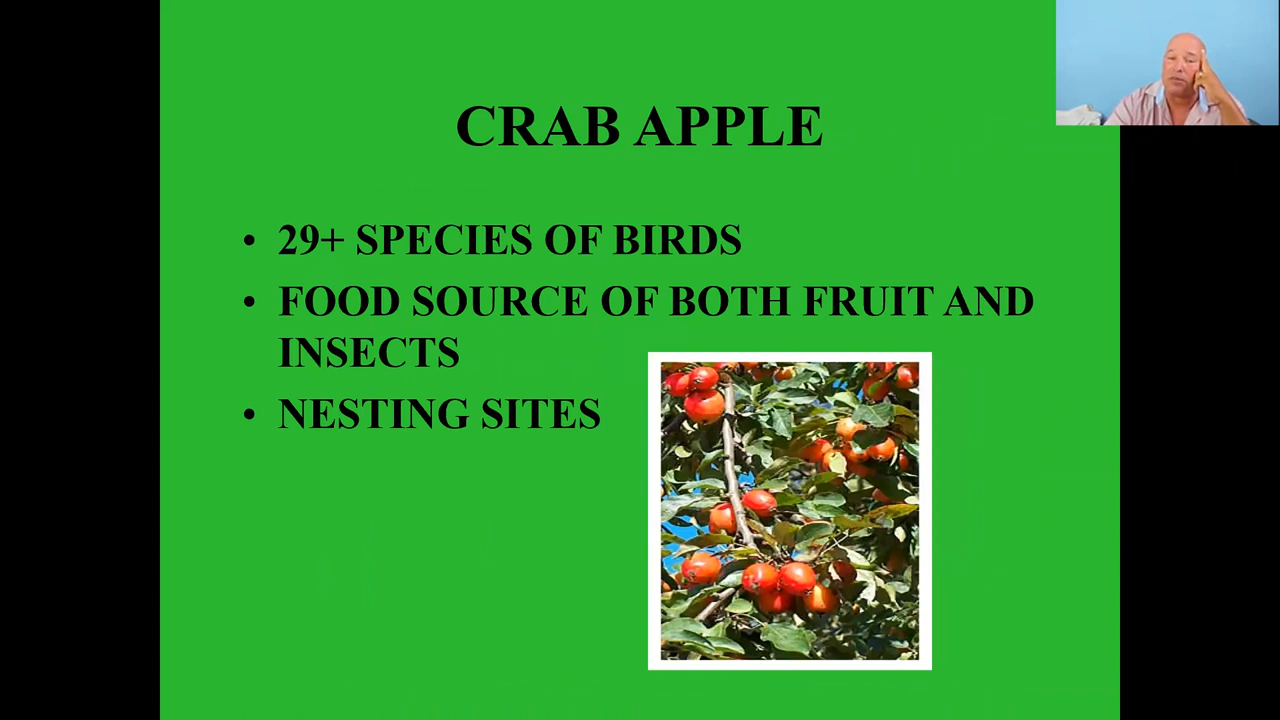 CRAB APPLE
• 29+ SPECIES OF BIRDS
• FOOD SOURCE OF BOTH FRUIT AND
INSECTS
• NESTING SITES